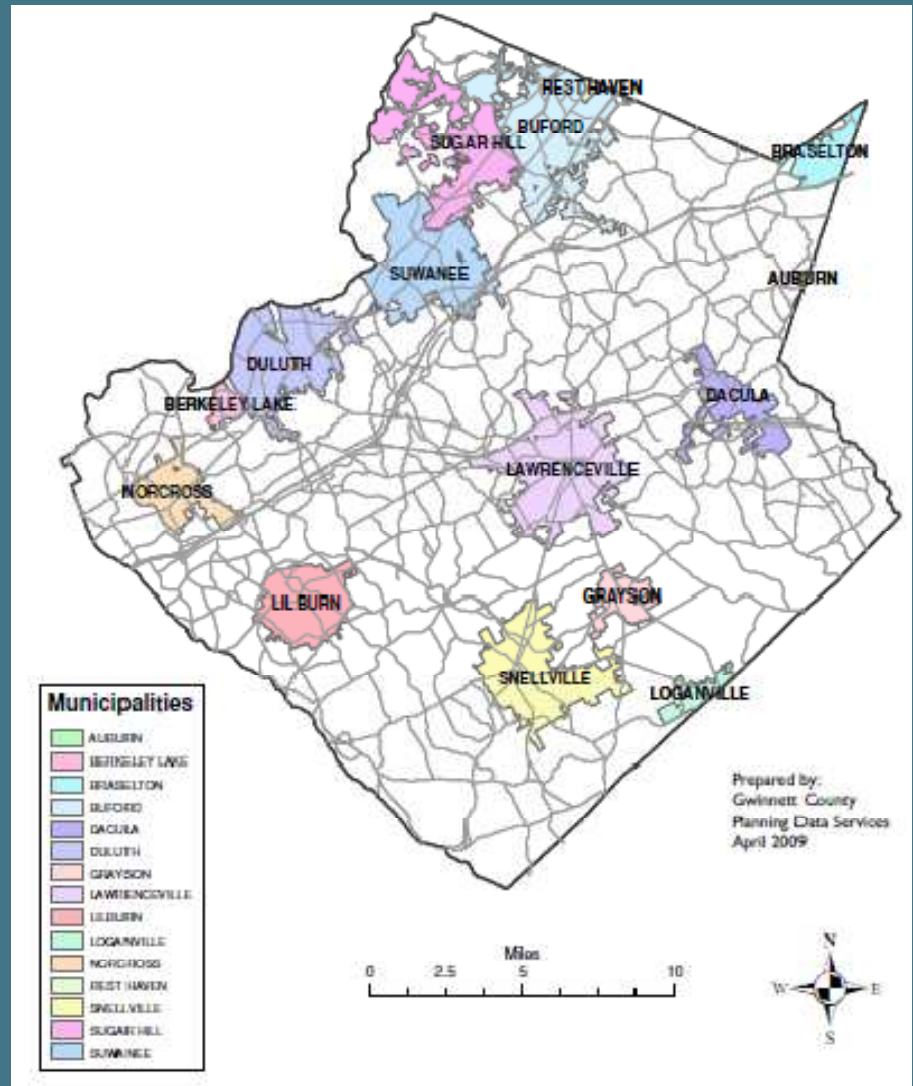 REST HAVEN
BUFORD
SUGAR HILL
BRASELTON
SUWANEE
AUBURN
DULUTH
BERKELEY LAKE
DACULA
LAWRENCEVILLE
NORCROSS
LILBURN
GRAYSON
SNELLVILLE
LOGANVILLE
Municipalities
AUBURN
BERKELEY LAKE
BRASELTON
BUFORD
DACULA
DULUTH
GRAYSON
LAWRENCEVILLE
LILBURN
LOGANVILLE
NORCROSS
REST HAVEN
SNELLVILLE
SUGAR HILL
SUWANEE
Prepared by:
Gwinnett County
Planning Data Services
April 2009
Miles
0 2.5 5 10
N
W E
S